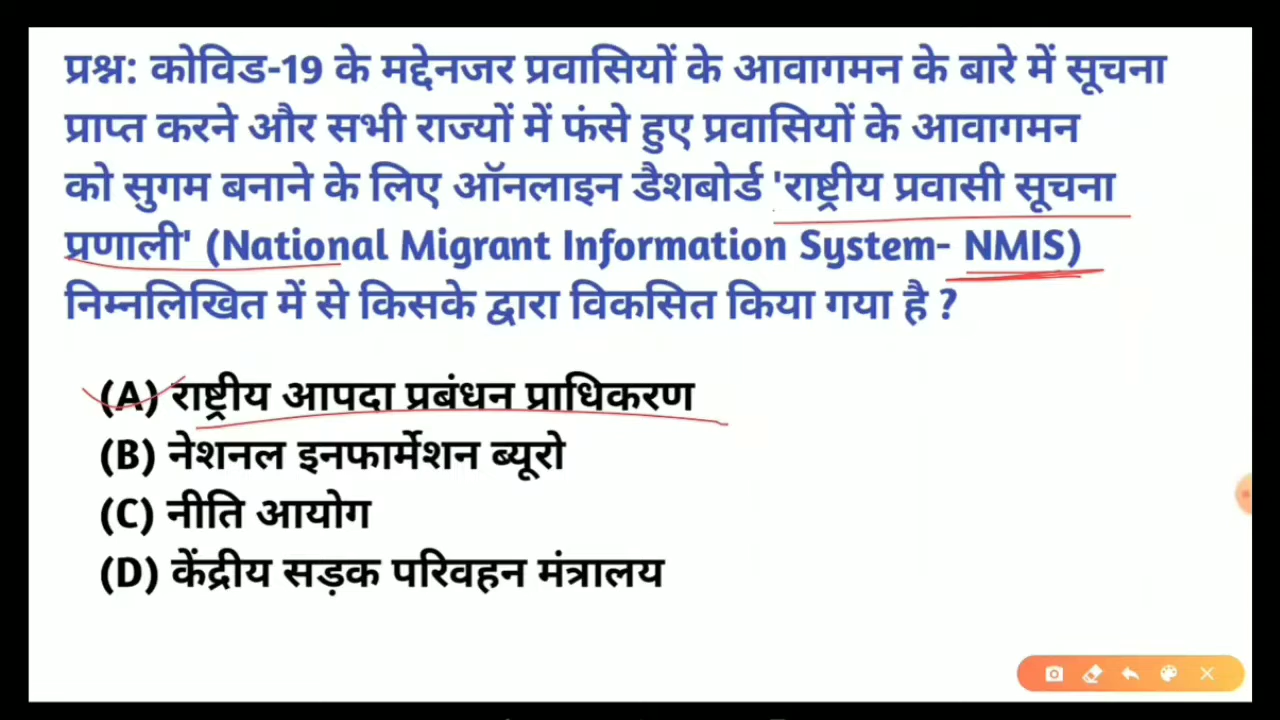 प्रश्न: कोविड-19 के मद्देनजर प्रवासियों के आवागमन के बारे में सूचना
प्राप्त करने और सभी राज्यों में फंसे हुए प्रवासियों के आवागमन
को सुगम बनाने के लिए ऑनलाइन डैशबोर्ड 'राष्ट्रीय प्रवासी सूचना
प्रणाली' (National Migrant Information System- NMIS)
निम्नलिखित में से किसके द्वारा विकसित किया गया है ?
(A) राष्ट्रीय आपदा प्रबंधन प्राधिकरण
(B) नेशनल इनफार्मेशन ब्यूरो
(C) नीति आयोग
(D) केंद्रीय सड़क परिवहन मंत्रालय